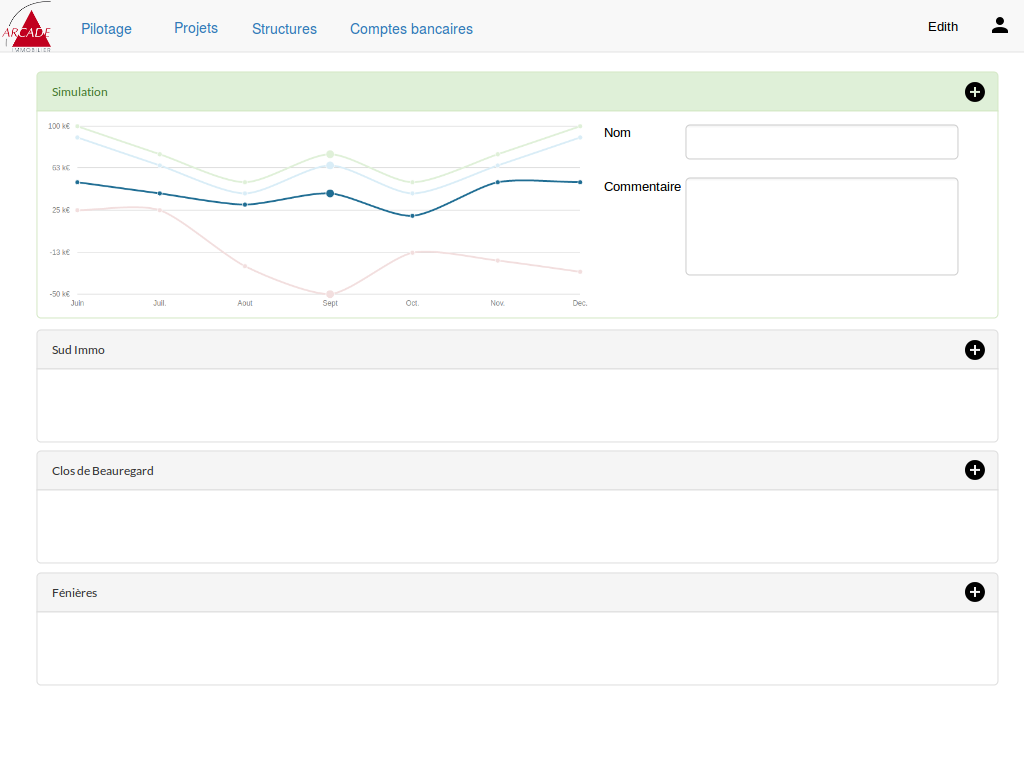 ARCADE
IMMOBILIER
Pilotage
Projets
Structures
Comptes bancaires
Edith
Simulation
100 k€
63 k€
25 k€
-13 k€
-50 k€
Juin
Juil.
Aout
Sept
Oct.
Nov.
Dec.
Nom
Commentaire
Sud Immo
Clos de Beauregard
Fénières